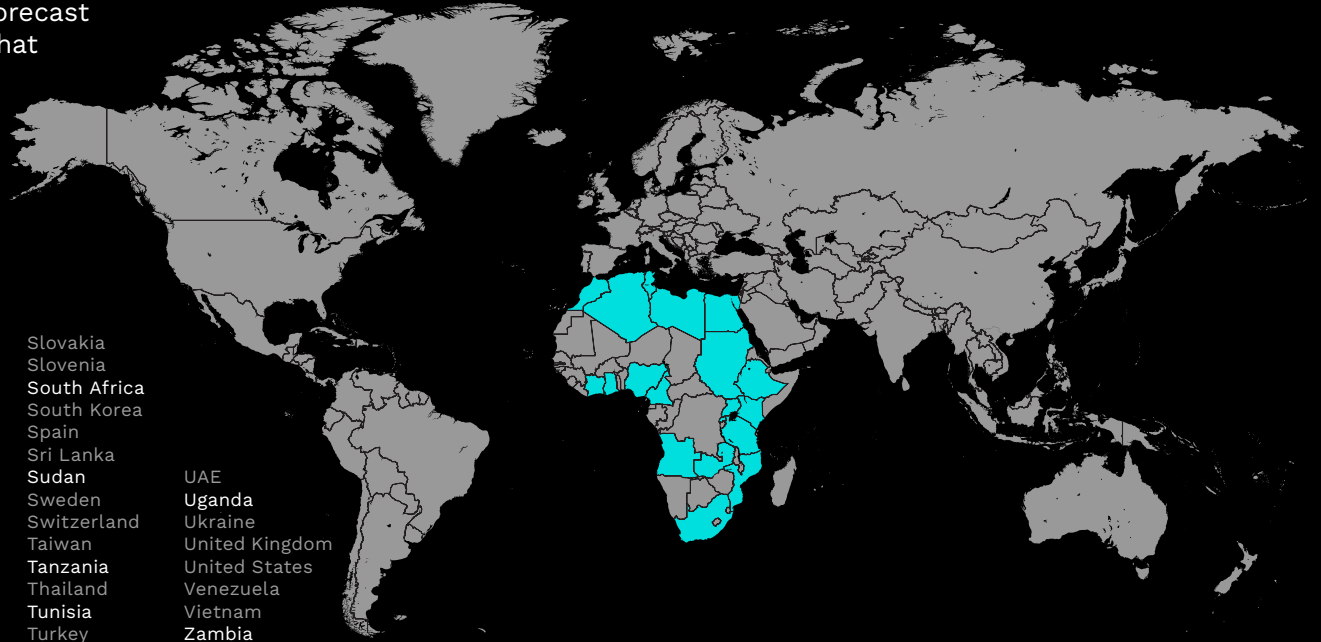 hat
Slovakia
Slovenia
South Africa
South Korea
Spain
Sri Lanka
Sudan
Sweden
Switzerland
Taiwan
Tanzania
Thailand
Tunisia
Turkey
UAE
Uganda
Ukraine
United Kingdom
United States
Venezuela
Vietnam
Zambia